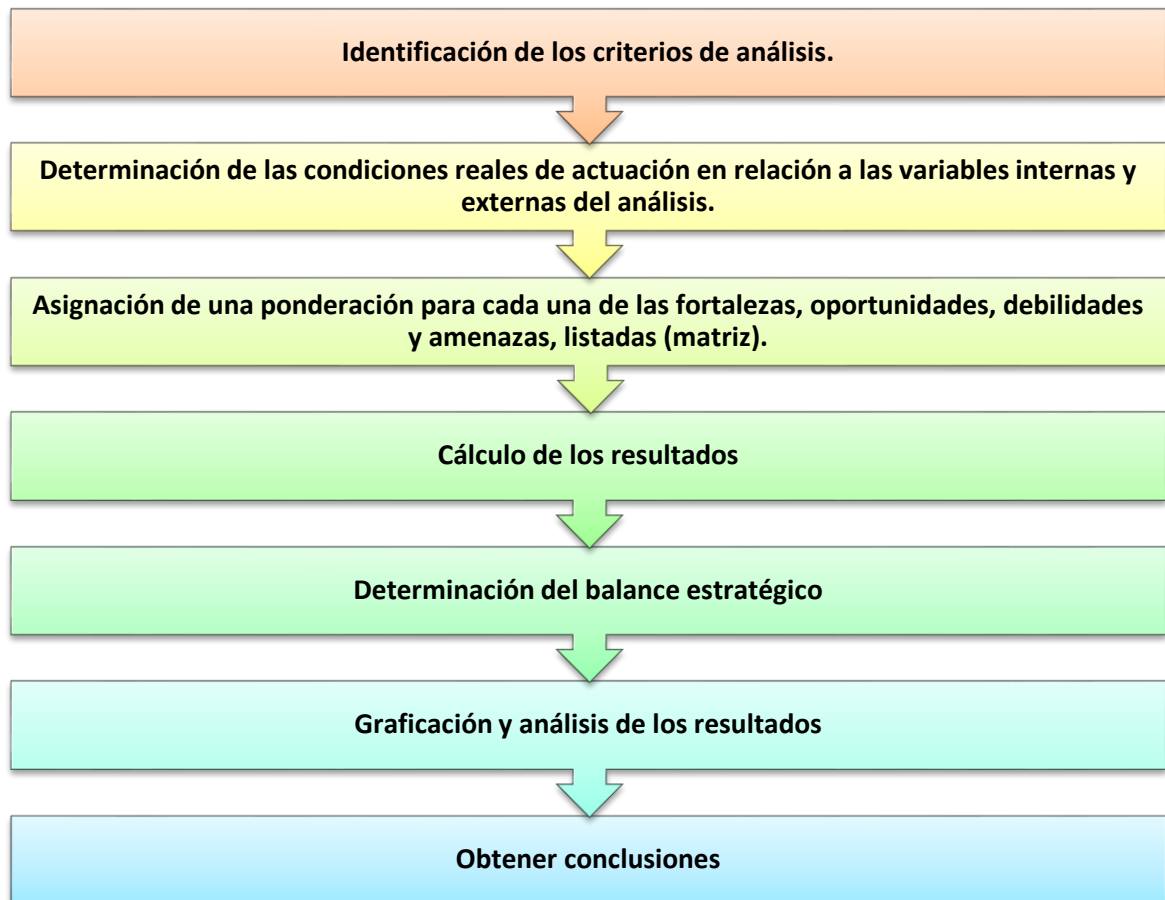 Identificación de los criterios de análisis.
Determinación de las condiciones reales de actuación en relación a las variables internas y
externas del análisis.
Asignación de una ponderación para cada una de las fortalezas, oportunidades, debilidades
y amenazas, listadas (matriz).
Cálculo de los resultados
Determinación del balance estratégico
Graficación y análisis de los resultados
Obtener conclusiones